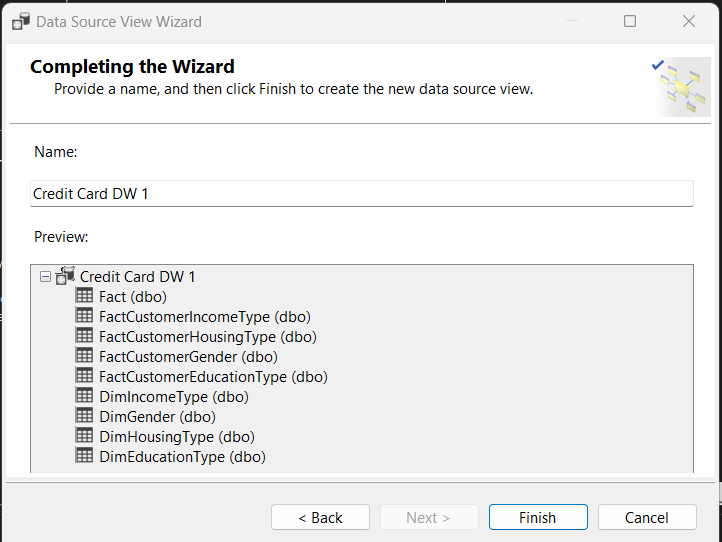 Data Source View Wizard
Completing the Wizard
Provide a name, and then click Finish to create the new data source view.
Name:
Credit Card DW 1
Preview:
Credit Card DW 1
Fact (dbo)
FactCustomerIncomeType (dbo)
FactCustomerHousingType (dbo)
FactCustomerGender (dbo)
FactCustomerEducationType (dbo)
DimIncomeType (dbo)
DimGender (dbo)
DimHousingType (dbo)
DimEducationType (dbo)
< Back
Next >
Finish
Cancel